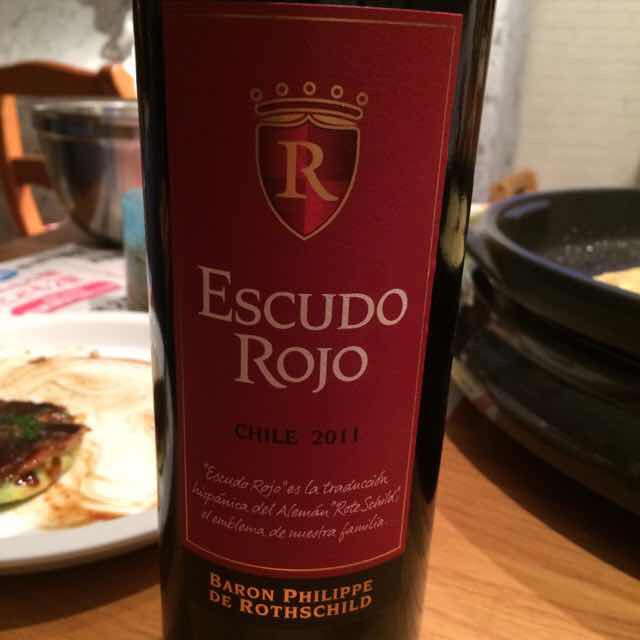 R
ESCUDO
ROJO
CHILE 2011
"Escudo Rojo" es la traducción
hispánica del Alemán "Rote Schild",
el emblema de nuestra familia.
BARON PHILIPPE
DE ROTHSCHILD